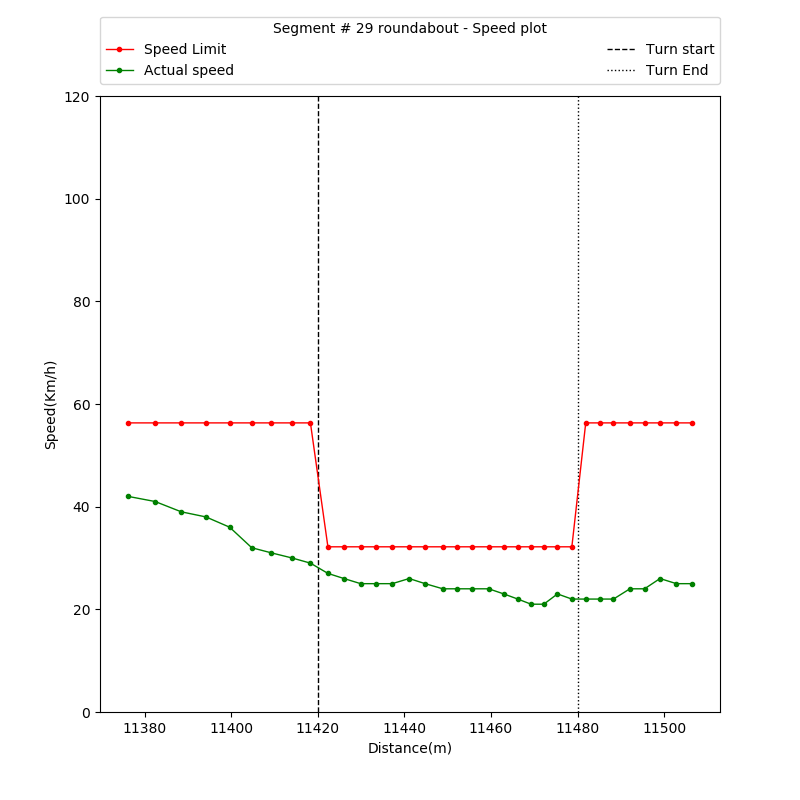 Segment # 29 roundabout - Speed plot
Speed Limit
Actual speed
Turn start
Turn End
120
100
80
60
40
20
0
Speed(Km/h)
11380 11400 11420 11440 11460 11480 11500
Distance(m)